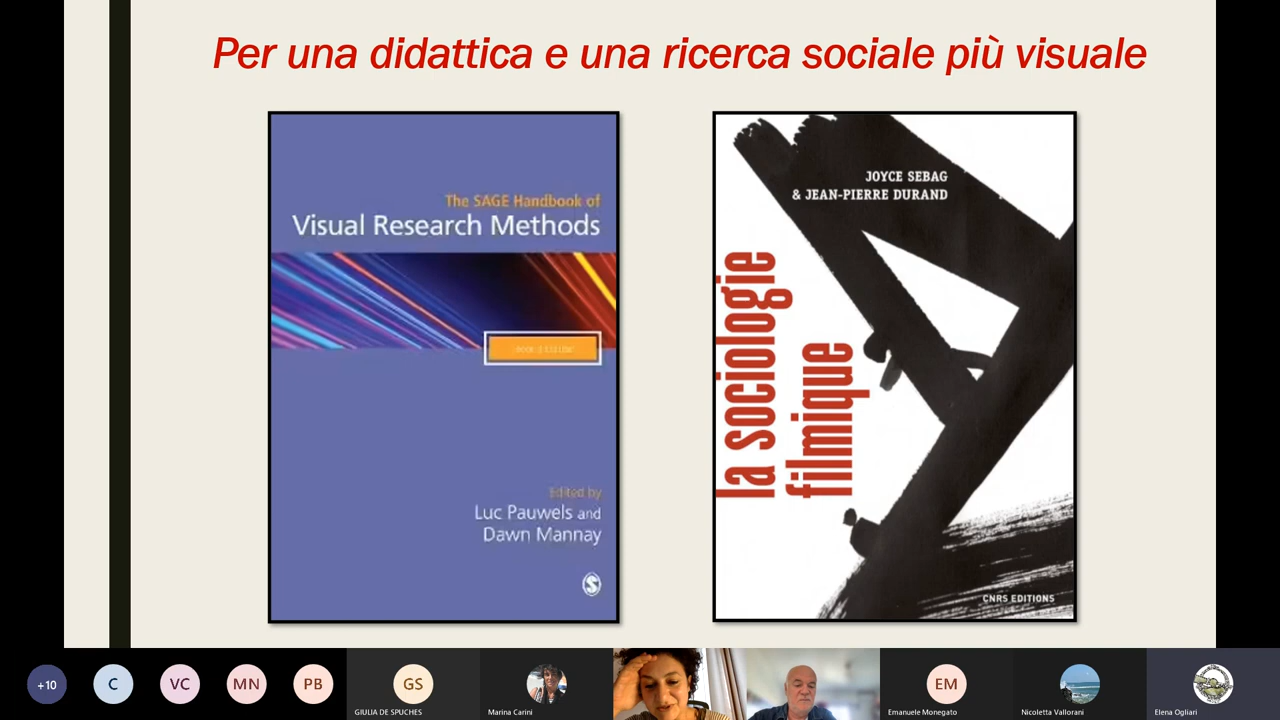 Per una didattica e una ricerca sociale più visuale
The SAGE Handbook of
Visual Research Methods
Edited by
Luc Pauwels and
Dawn Mannay
JOYCE SEBAG
& JEAN-PIERRE DURAND
la sociologie
filmique
CNRS EDITIONS
+10
C
VC
MN
PB
GS
GIULIA DE SPUCHES
Marina Carini
EM
Emanuele Monegato
Nicoletta Vallorani
Elena Ogliari